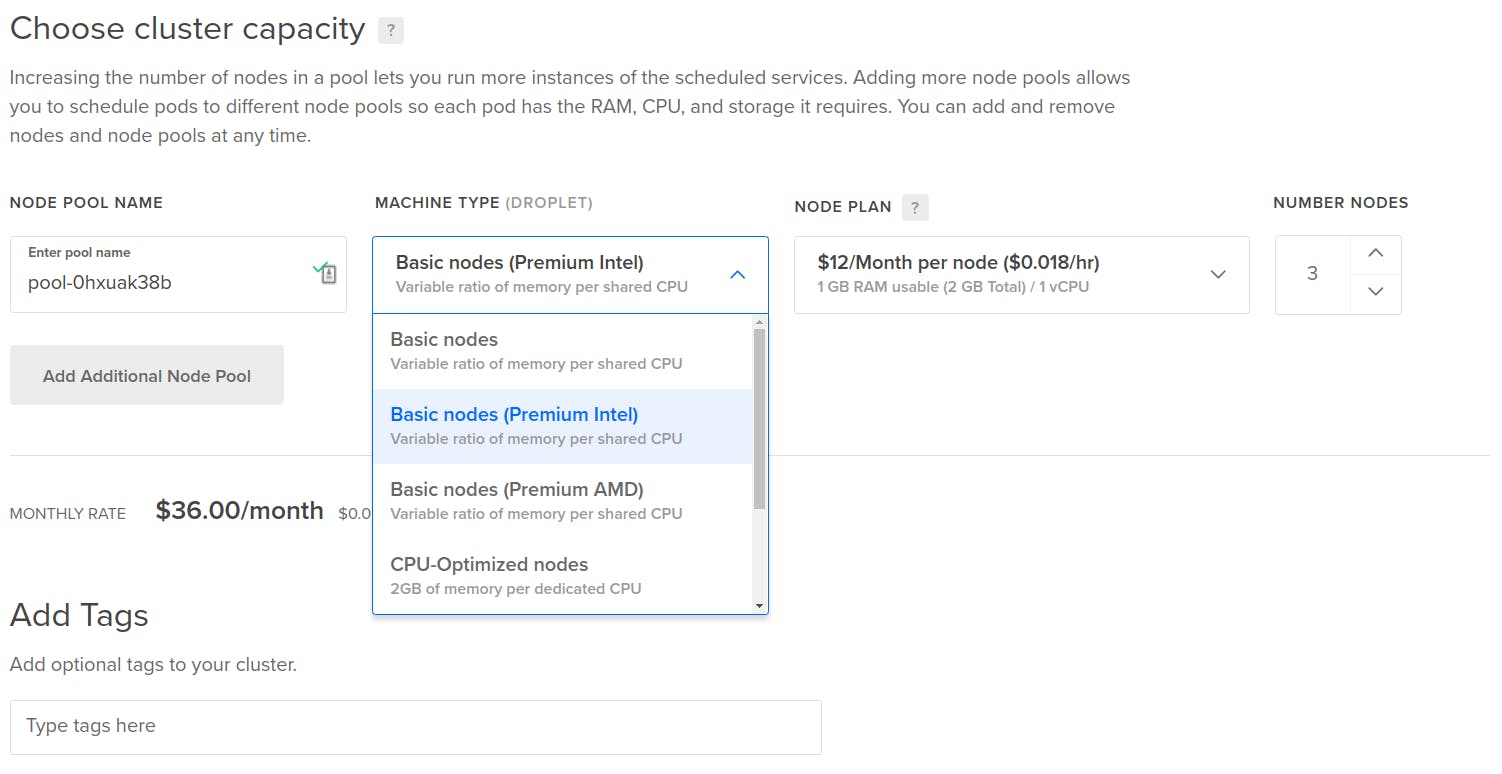 Choose cluster capacity ?
Increasing the number of nodes in a pool lets you run more instances of the scheduled services. Adding more node pools allows
you to schedule pods to different node pools so each pod has the RAM, CPU, and storage it requires. You can add and remove
nodes and node pools at any time.
NODE POOL NAME
Enter pool name
pool-0hxuak38b
Add Additional Node Pool
MACHINE TYPE (DROPLET)
Basic nodes (Premium Intel)
Variable ratio of memory per shared CPU
Basic nodes
Variable ratio of memory per shared CPU
Basic nodes (Premium Intel)
Variable ratio of memory per shared CPU
Basic nodes (Premium AMD)
Variable ratio of memory per shared CPU
CPU-Optimized nodes
2GB of memory per dedicated CPU
NODE PLAN ?
$12/Month per node ($0.018/hr)
1 GB RAM usable (2 GB Total) / 1 vCPU
NUMBER NODES
3
MONTHLY RATE $36.00/month $0.0
Add Tags
Add optional tags to your cluster.
Type tags here